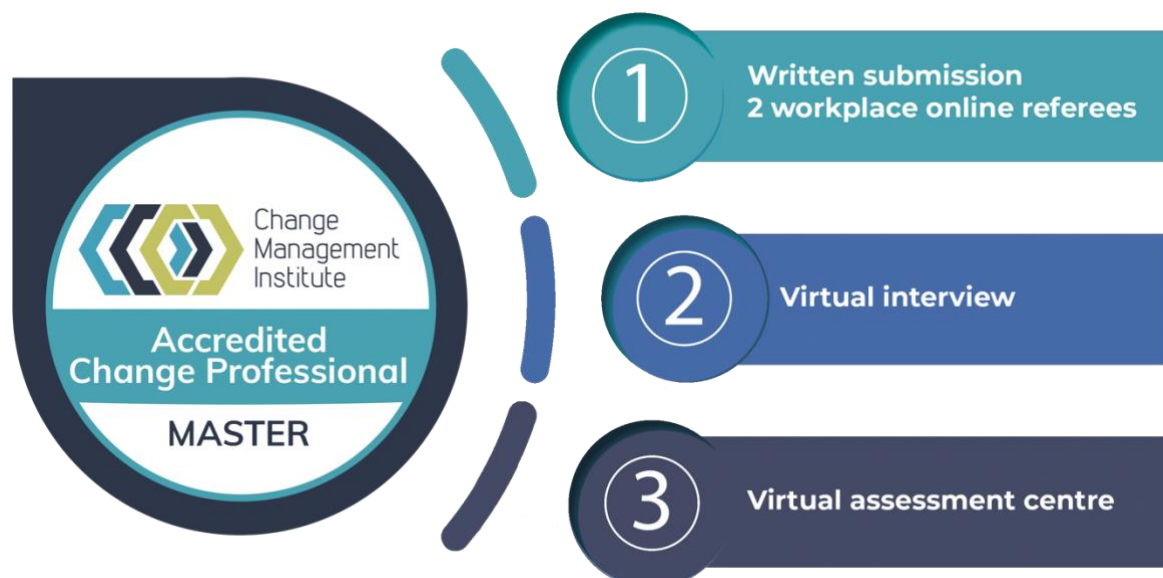 Change
Management
Institute
Accredited
Change Professional
MASTER
1
Written submission
2 workplace online referees
2
Virtual interview
3
Virtual assessment centre